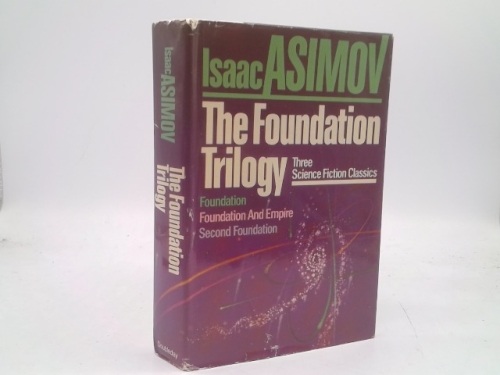 Isaac ASIMOV
The Foundation
Trilogy
Three
Science Fiction Classics
Foundation
Foundation And Empire
Second Foundation
Isaac
ASIMOV
The Foundation
Trilogy